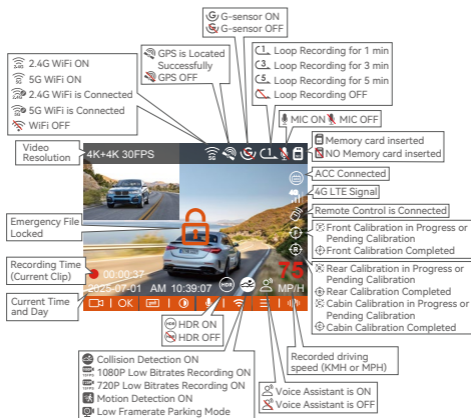 G-sensor ON
G-sensor OFF
2.4G WiFi ON
5G WiFi ON
2.4G WiFi is Connected
5G WiFi is Connected
WiFi OFF
GPS is Located
Successfully
GPS OFF
Loop Recording for 1 min
Loop Recording for 3 min
Loop Recording for 5 min
Loop Recording OFF
MIC ON MIC OFF
Video
Resolution
4K+4K 30FPS
Memory card inserted
NO Memory card inserted
ACC Connected
4G LTE Signal
Remote Control is Connected
Emergency File
Locked
Front Calibration in Progress or
Pending Calibration
Front Calibration Completed
Recording Time
(Current Clip)
00:00:37
75
Rear Calibration in Progress or
Pending Calibration
Rear Calibration Completed
Cabin Calibration in Progress or
Pending Calibration
Cabin Calibration Completed
Current Time
and Day
2025-07-01 AM 10:39:07
MP/H
OK
HDR ON
HDR OFF
Recorded driving
speed (KMH or MPH)
Collision Detection ON
1080P Low Bitrates Recording ON
720P Low Bitrates Recording ON
Motion Detection ON
Low Framerate Parking Mode
Voice Assistant is ON
Voice Assistant is OFF